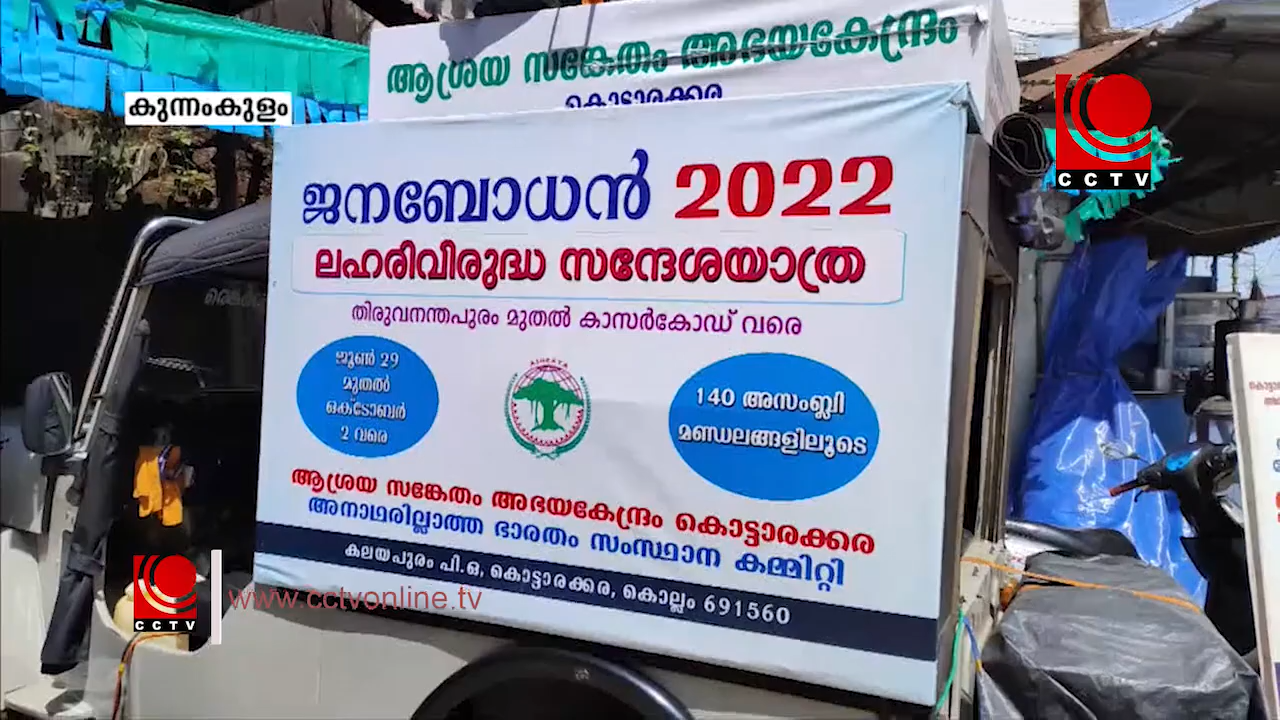 ആശ്രയ സങ്കേതം അഭയകേന്ദ്രം
കൊട്ടാരക്കര
കുന്നംകുളം
CCTV
ജനബോധൻ 2022
ലഹരിവിരുദ്ധ സന്ദേശയാത്ര
തിരുവനന്തപുരം മുതൽ കാസർകോഡ് വരെ
ജൂൺ 29
മുതൽ
ഒക്ടോബർ
2 വരെ
ASHRAYA
140 അസംബ്ലി
മണ്ഡലങ്ങളിലൂടെ
ആശ്രയ സങ്കേതം അഭയകേന്ദ്രം കൊട്ടാരക്കര
അനാഥരില്ലാത്ത ഭാരതം സംസ്ഥാന കമ്മിറ്റി
കലയപുരം പി.ഒ, കൊട്ടാരക്കര, കൊല്ലം 691560
CCTV
www.cctvonline.tv